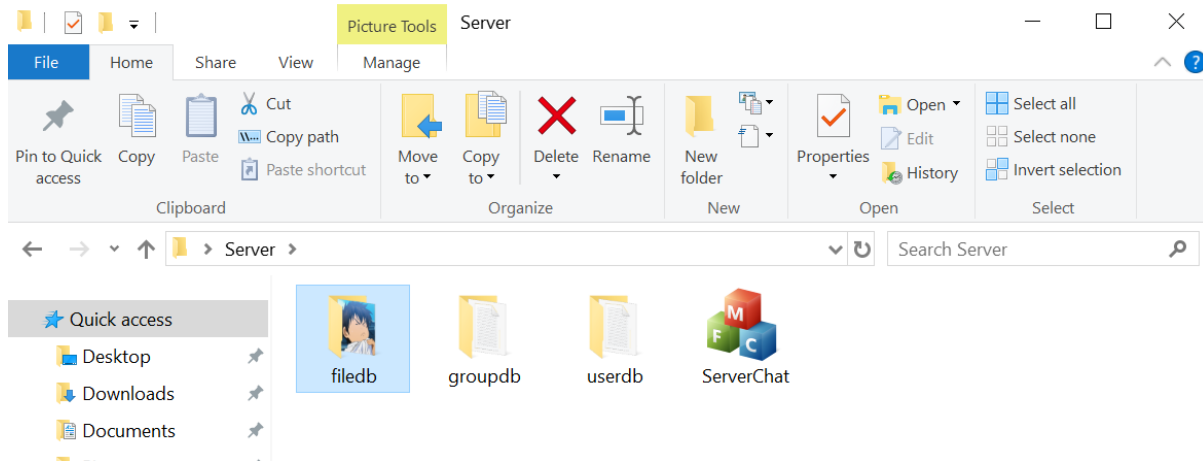 Picture Tools Server
File Home Share View Manage ?
Pin to Quick access
Copy
Paste
Cut
W... Copy path
Paste shortcut
Clipboard
Move to
Copy to
Delete
Rename
Organize
New folder
New
Properties
Open
Edit
History
Open
Select all
Select none
Invert selection
Select
Server
Search Server
Quick access
Desktop
Downloads
Documents
filedb
groupdb
userdb
M
F C
ServerChat